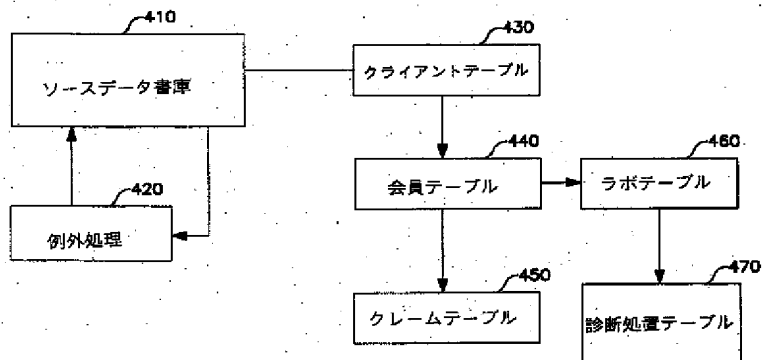 410
ソースデータ書庫
430
クライアントテーブル
440
会員テーブル
460
ラボテーブル
420
例外処理
450
クレームテーブル
470
診断処置テーブル